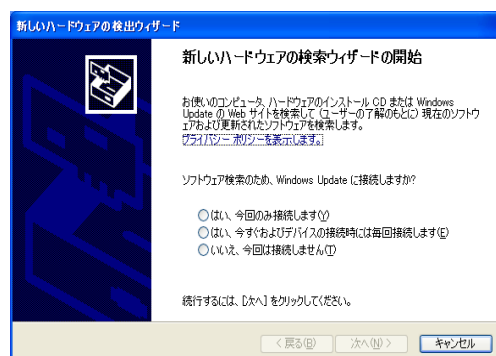 新しいハードウェアの検出ウィザード
新しいハードウェアの検索ウィザードの開始
お使いのコンピュータ、ハードウェアのインストール CD または Windows
Update の Web サイトを検索して (ユーザーの了解のもとに) 現在のソフトウ
ェアおよび更新されたソフトウェアを検索します。
プライバシー ポリシーを表示します。
ソフトウェア検索のため、Windows Update に接続しますか?
はい、今回のみ接続します(Y)
はい、今すぐおよびデバイスの接続時には毎回接続します(E)
いいえ、今回は接続しません(T)
続行するには、[次へ] をクリックしてください。
< 戻る(B) 次へ(N) > キャンセル